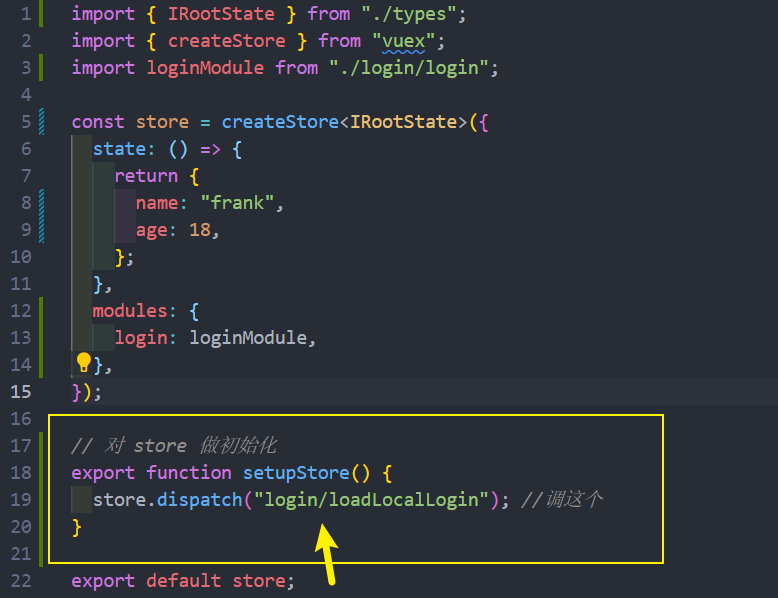 1 import { IRootState } from "./types";
2 import { createStore } from "vuex";
3 import loginModule from "./login/login";
4
5 const store = createStore<IRootState>({
6 state: () => {
7 return {
8 name: "frank",
9 age: 18,
10 };
11 },
12 modules: {
13 login: loginModule,
14 },
15 });
16
17 // 对 store 做初始化
18 export function setupStore() {
19 store.dispatch("login/loadLocalLogin"); //调这个
20 }
21
22 export default store;